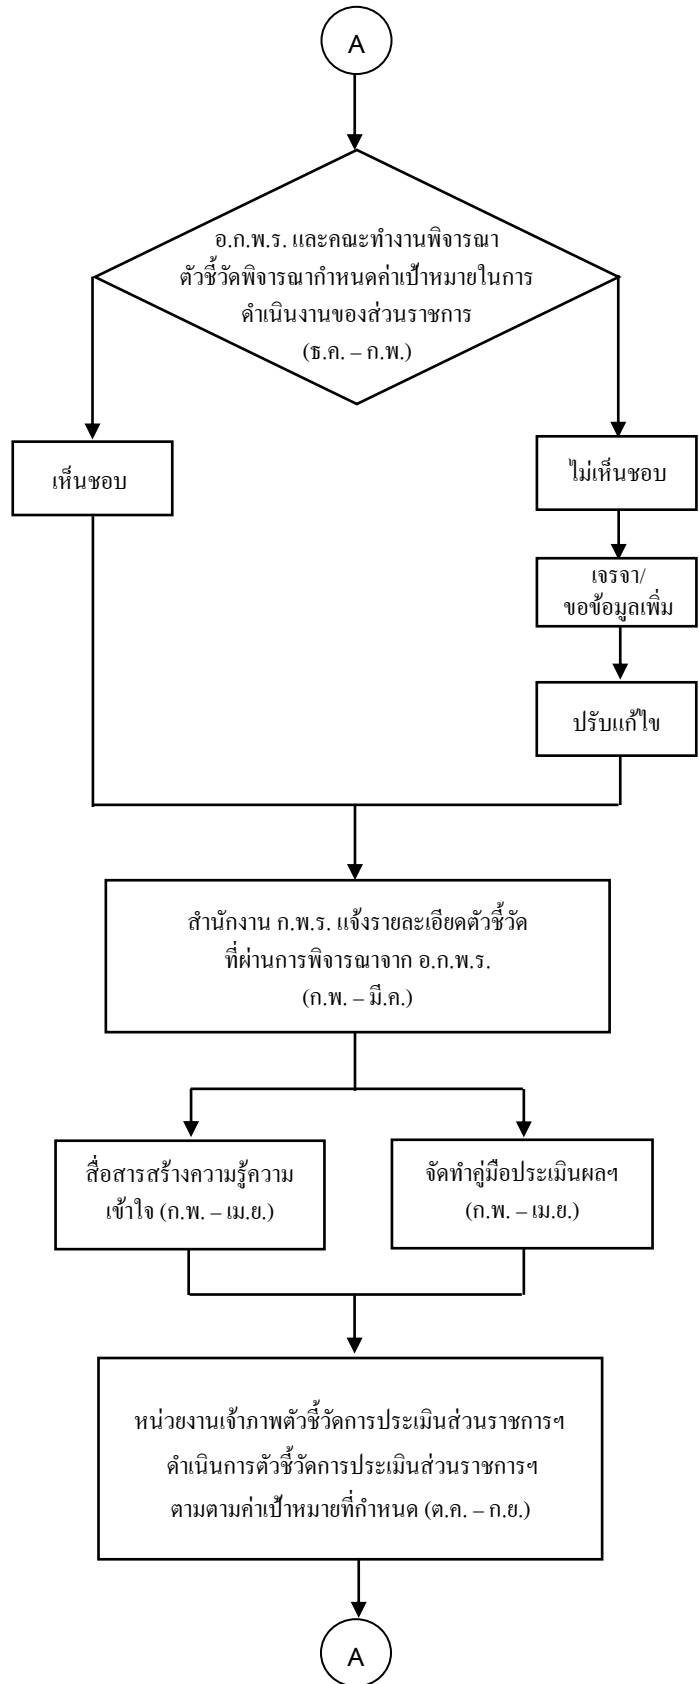 A
อ.ก.พ.ร. และคณะทำงานพิจารณา
ตัวชี้วัดพิจารณากำหนดค่าเป้าหมายในการ
ดำเนินงานของส่วนราชการ
(ธ.ค. – ก.พ.)
เห็นชอบ
ไม่เห็นชอบ
เจรจา/
ขอข้อมูลเพิ่ม
ปรับแก้ไข
สำนักงาน ก.พ.ร. แจ้งรายละเอียดตัวชี้วัด
ที่ผ่านการพิจารณาจาก อ.ก.พ.ร.
(ก.พ. – มี.ค.)
สื่อสารสร้างความรู้ความ
เข้าใจ (ก.พ. – เม.ย.)
จัดทำคู่มือประเมินผลฯ
(ก.พ. – เม.ย.)
หน่วยงานเจ้าภาพตัวชี้วัดการประเมินส่วนราชการฯ
ดำเนินการตัวชี้วัดการประเมินส่วนราชการฯ
ตามตามค่าเป้าหมายที่กำหนด (ต.ค. – ก.ย.)
A